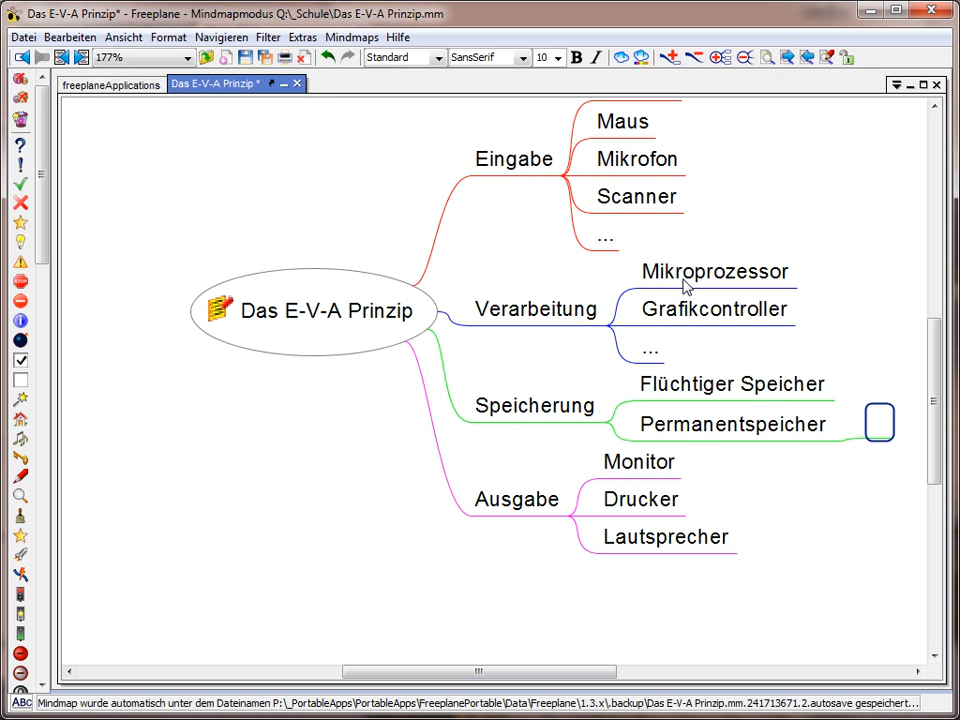 Das E-V-A Prinzip* - Freeplane - Mindmapmodus Q:\_Schule\Das E-V-A Prinzip.mm
Datei Bearbeiten Ansicht Format Navigieren Filter Extras Mindmaps Hilfe
177% Standard SansSerif 10 B I
freeplaneApplications Das E-V-A Prinzip *
Maus
Eingabe Mikrofon
Scanner
...
Mikroprozessor
Das E-V-A Prinzip Verarbeitung Grafikcontroller
...
Flüchtiger Speicher
Speicherung
Permanentspeicher
Monitor
Ausgabe Drucker
Lautsprecher
ABC Mindmap wurde automatisch unter dem Dateinamen P:\_PortableApps\PortableApps\FreeplanePortable\Data\Freeplane\1.3.x\.backup\Das E-V-A Prinzip.mm.241713671.2.autosave gespeichert...